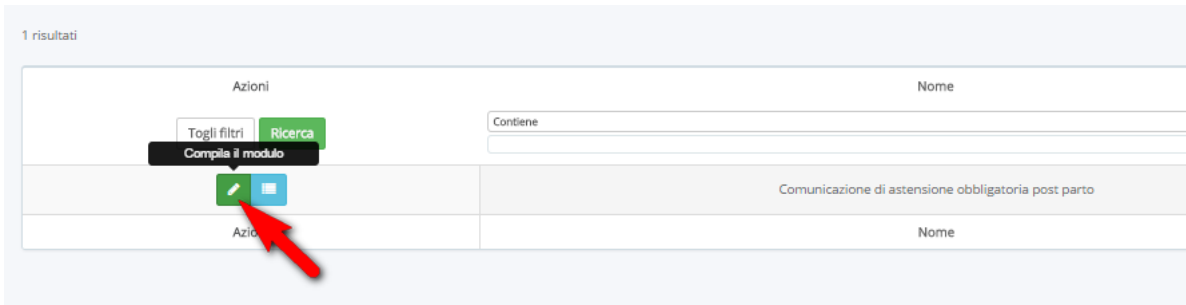 1 risultati
Azioni Nome
Contiene
Togli filtri Ricerca
Compila il modulo
Comunicazione di astensione obbligatoria post parto
Nome